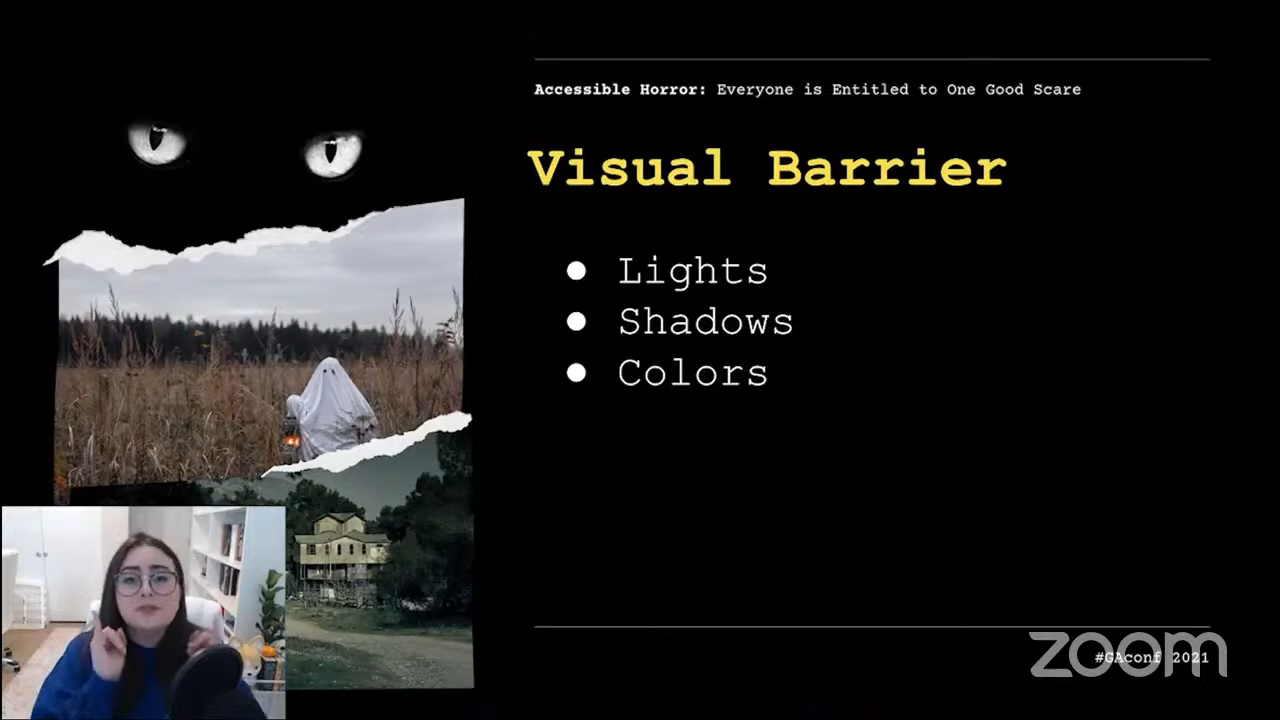 Accessible Horror: Everyone is Entitled to One Good Scare
Visual Barrier
● Lights
● Shadows
● Colors
#GAconf 2021
zoom